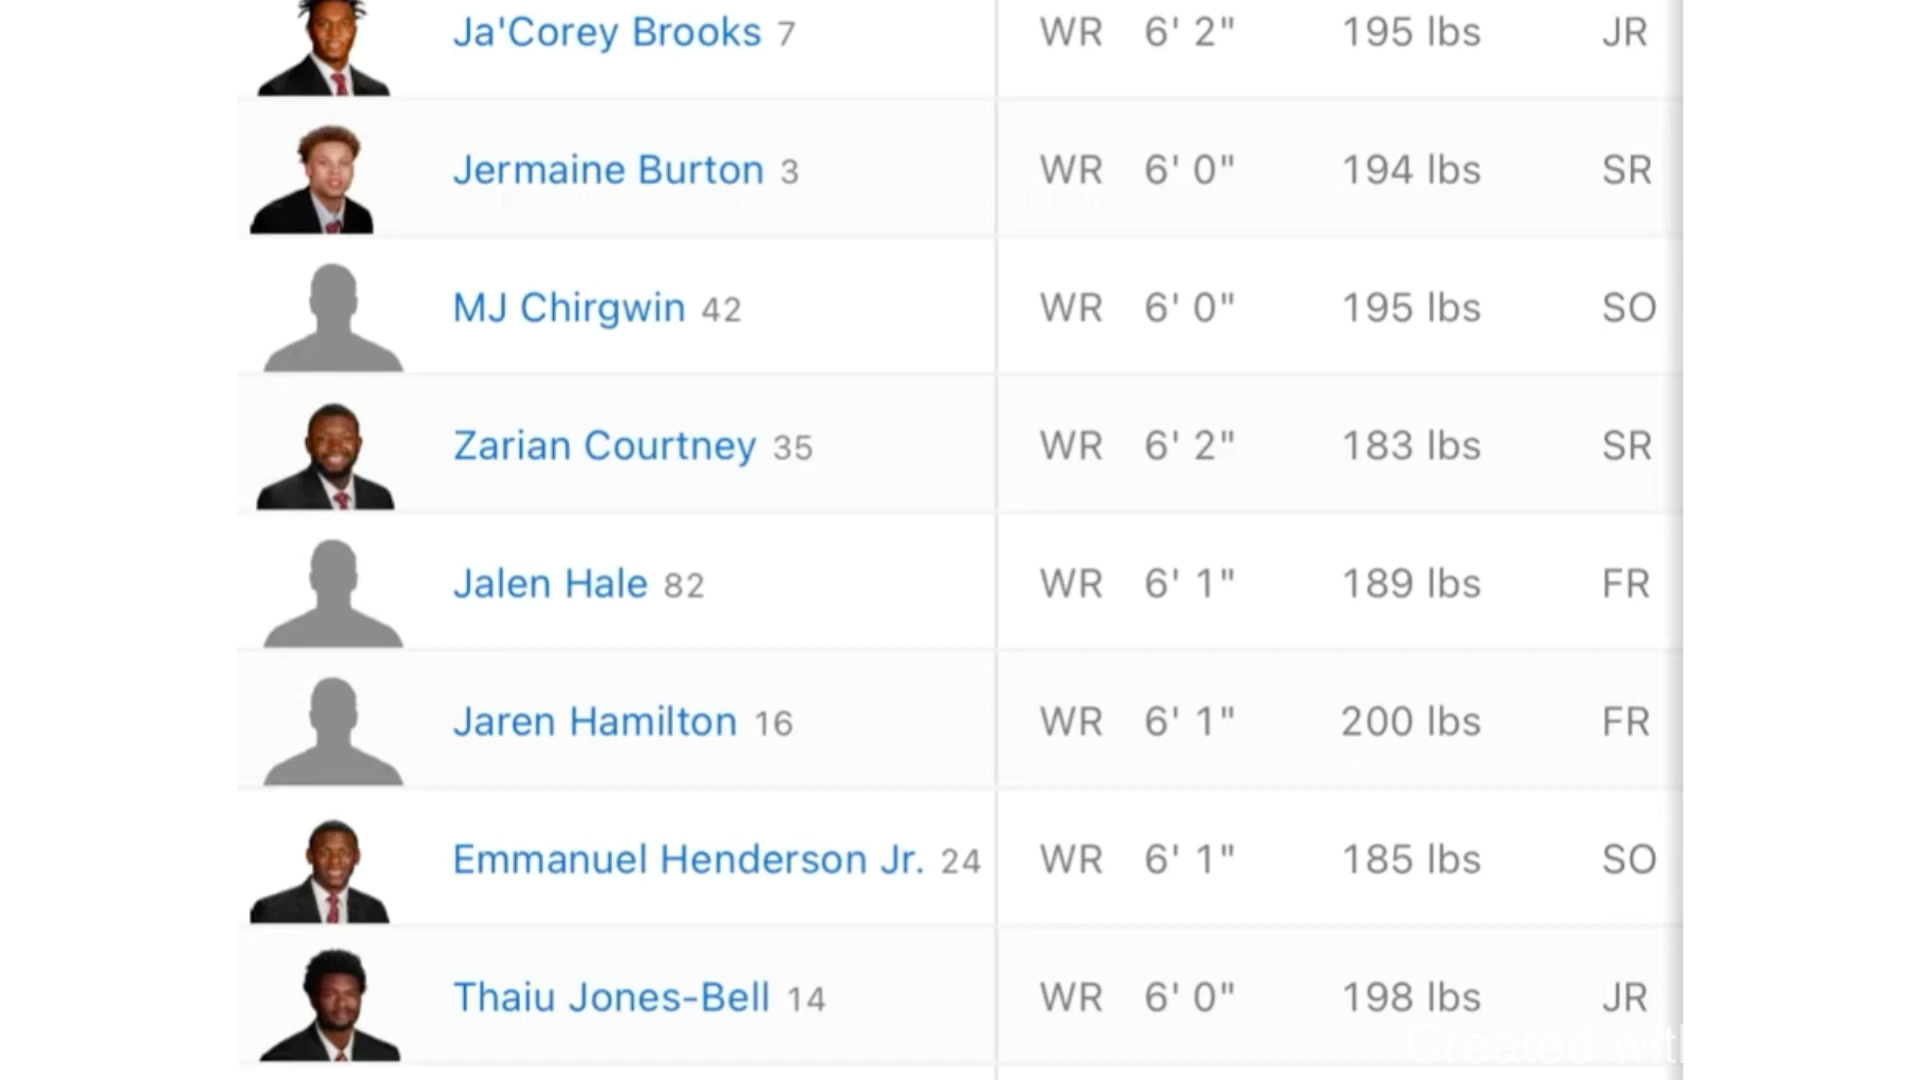 Ja'Corey Brooks 7 WR 6' 2" 195 lbs JR
Jermaine Burton 3 WR 6' 0" 194 lbs SR
MJ Chirgwin 42 WR 6' 0" 195 lbs SO
Zarian Courtney 35 WR 6' 2" 183 lbs SR
Jalen Hale 82 WR 6' 1" 189 lbs FR
Jaren Hamilton 16 WR 6' 1" 200 lbs FR
Emmanuel Henderson Jr. 24 WR 6' 1" 185 lbs SO
Thaiu Jones-Bell 14 WR 6' 0" 198 lbs JR
Created with